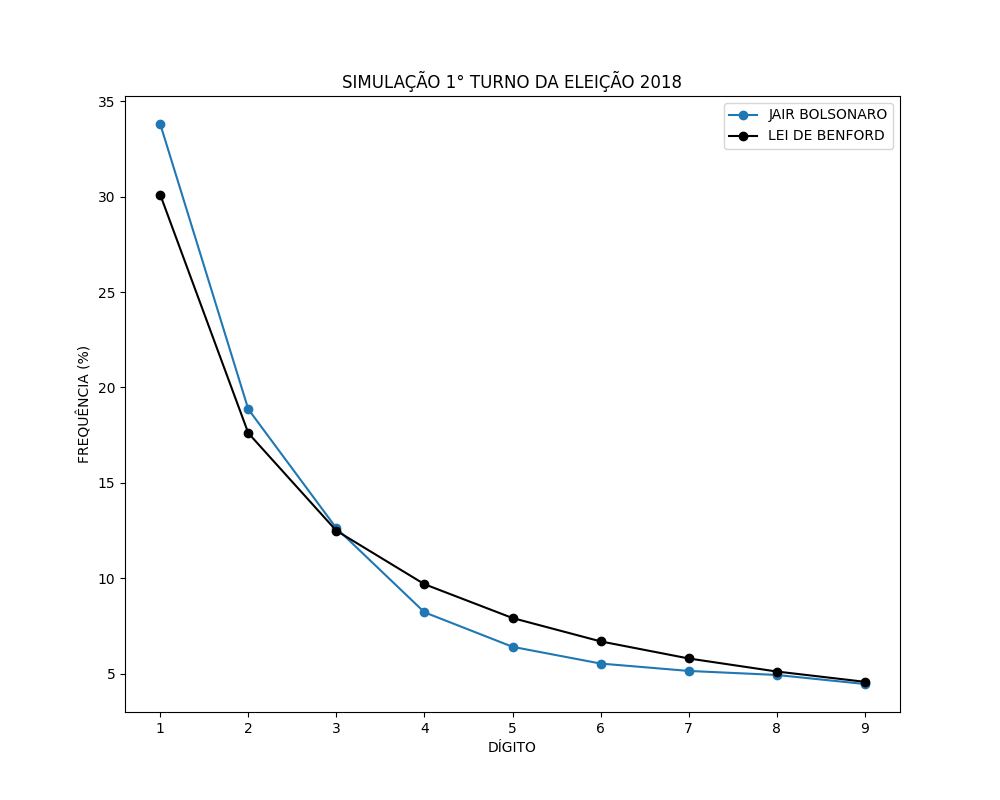 SIMULAÇÃO 1° TURNO DA ELEIÇÃO 2018
JAIR BOLSONARO
LEI DE BENFORD
35
30
25
20
15
10
5
FREQUÊNCIA (%)
1 2 3 4 5 6 7 8 9
DÍGITO